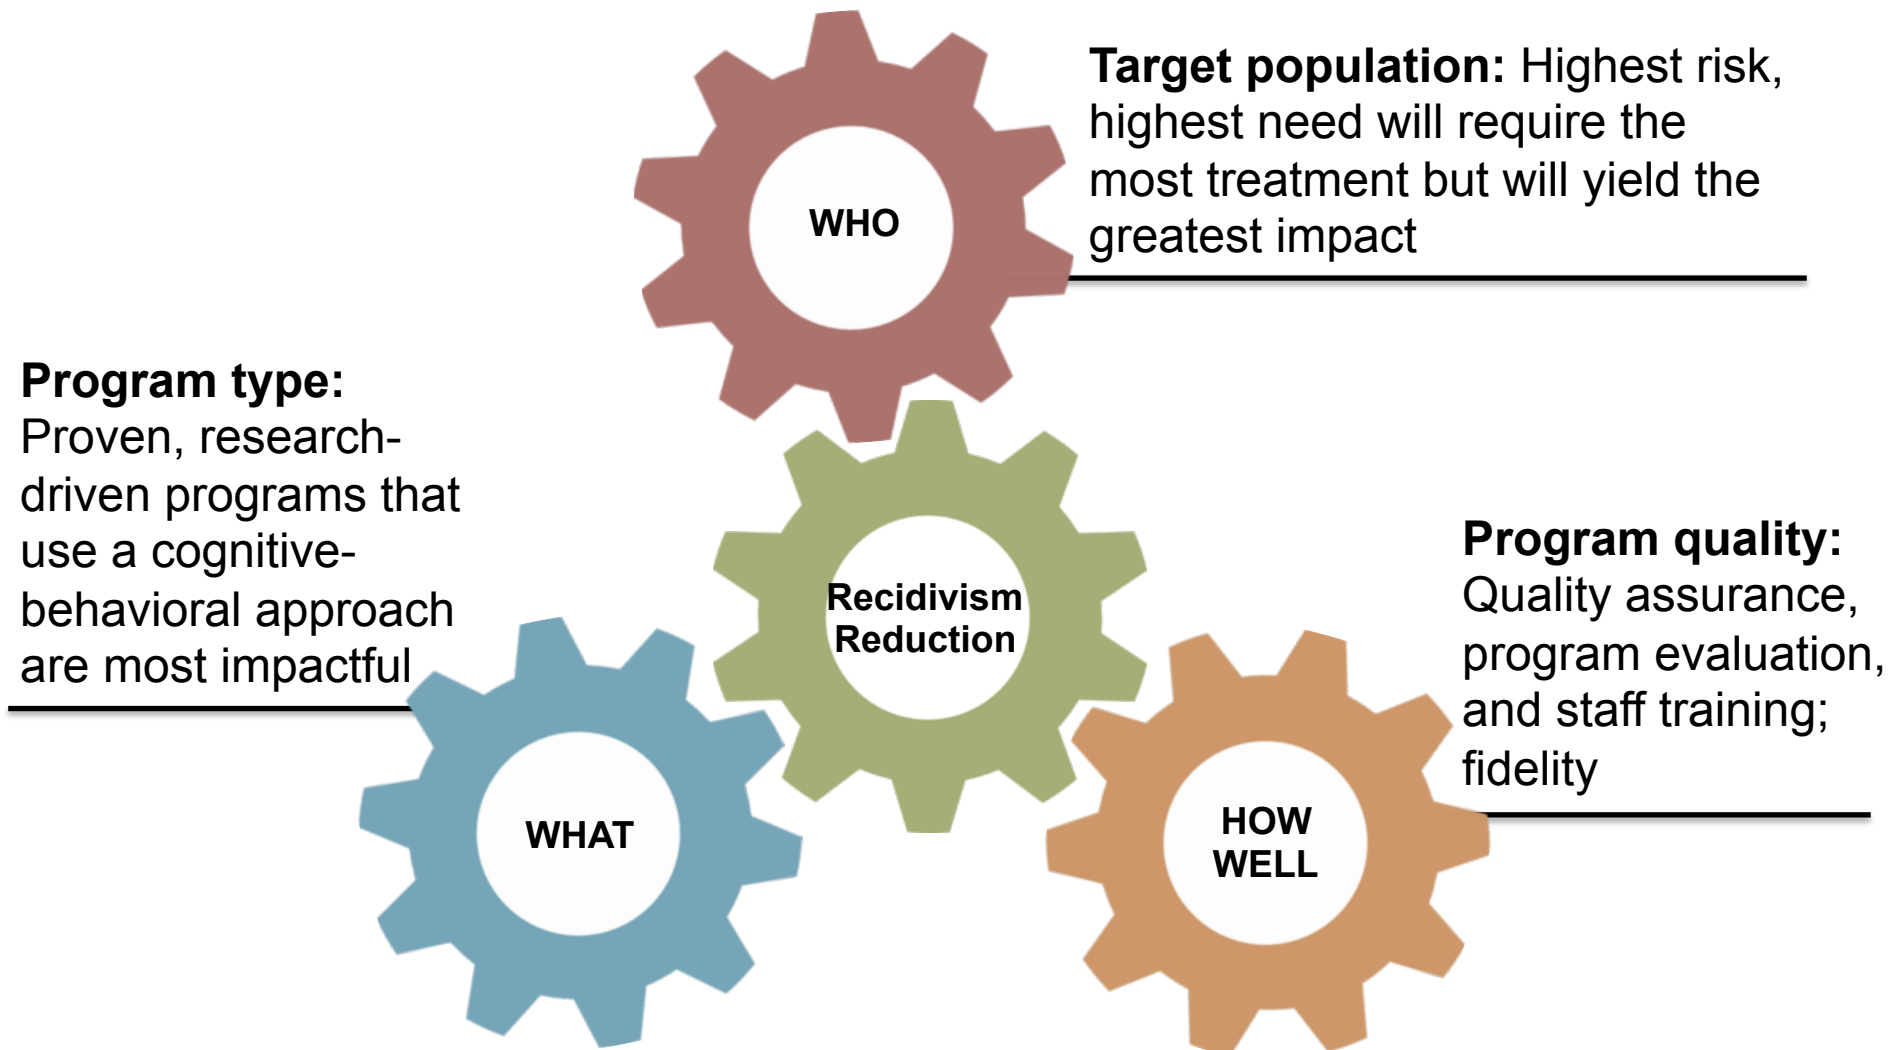 Target population: Highest risk,
highest need will require the
most treatment but will yield the
greatest impact
WHO
Program type:
Proven, research-
driven programs that
use a cognitive-
behavioral approach
are most impactful
Recidivism
Reduction
Program quality:
Quality assurance,
program evaluation,
and staff training;
fidelity
WHAT
HOW
WELL